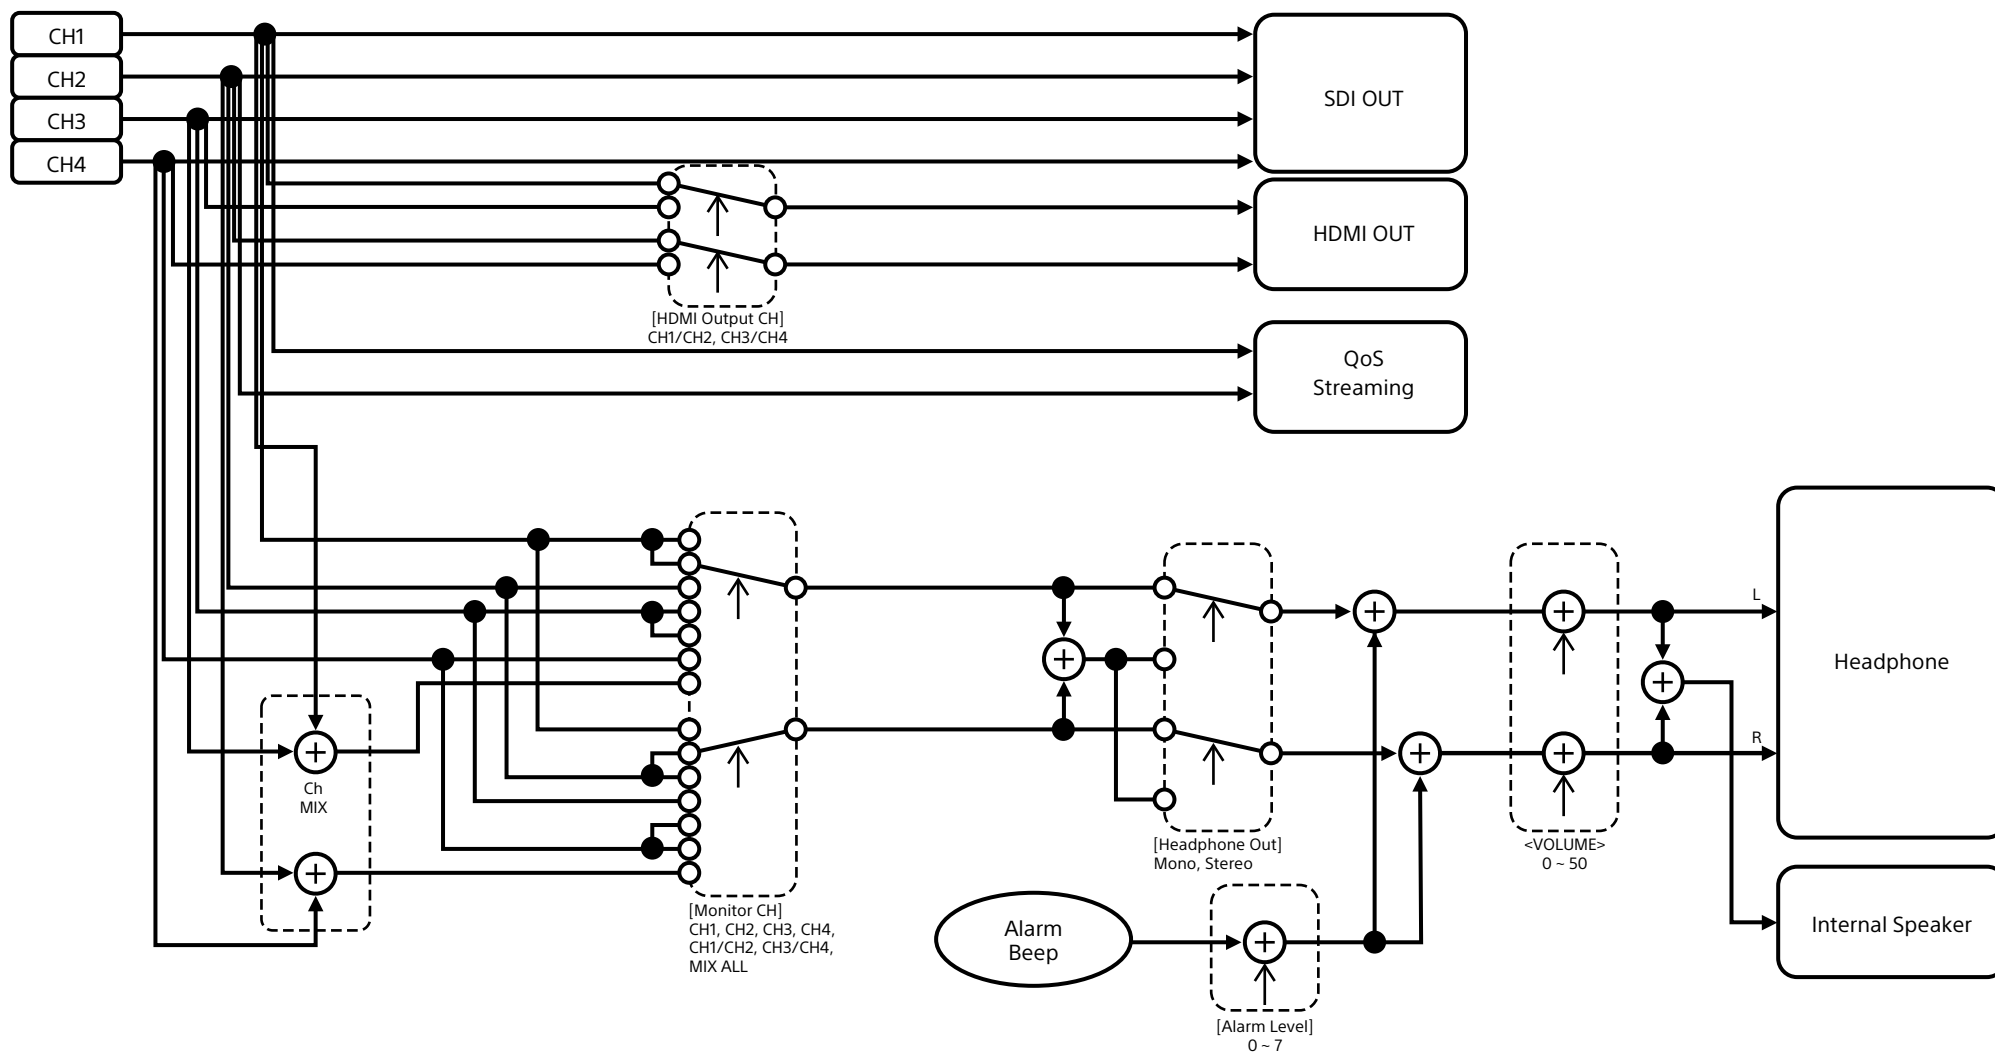 CH1
CH2
CH3
CH4
SDI OUT
HDMI OUT
[HDMI Output CH]
CH1/CH2, CH3/CH4
QoS
Streaming
L
Headphone
R
Ch
MIX
[Headphone Out]
Mono, Stereo
<VOLUME>
0 ~ 50
[Monitor CH]
CH1, CH2, CH3, CH4,
CH1/CH2, CH3/CH4,
MIX ALL
Alarm
Beep
Internal Speaker
[Alarm Level]
0 ~ 7